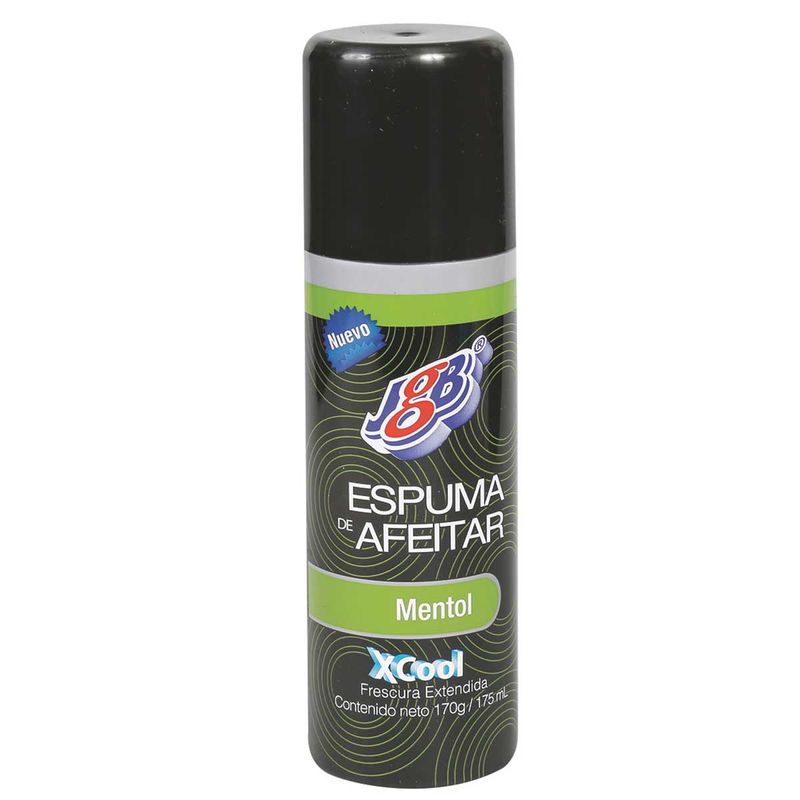 Nuevo
JGB®
ESPUMA
DE AFEITAR
Mentol
XCool
Frescura Extendida
Contenido neto 170g / 175 mL